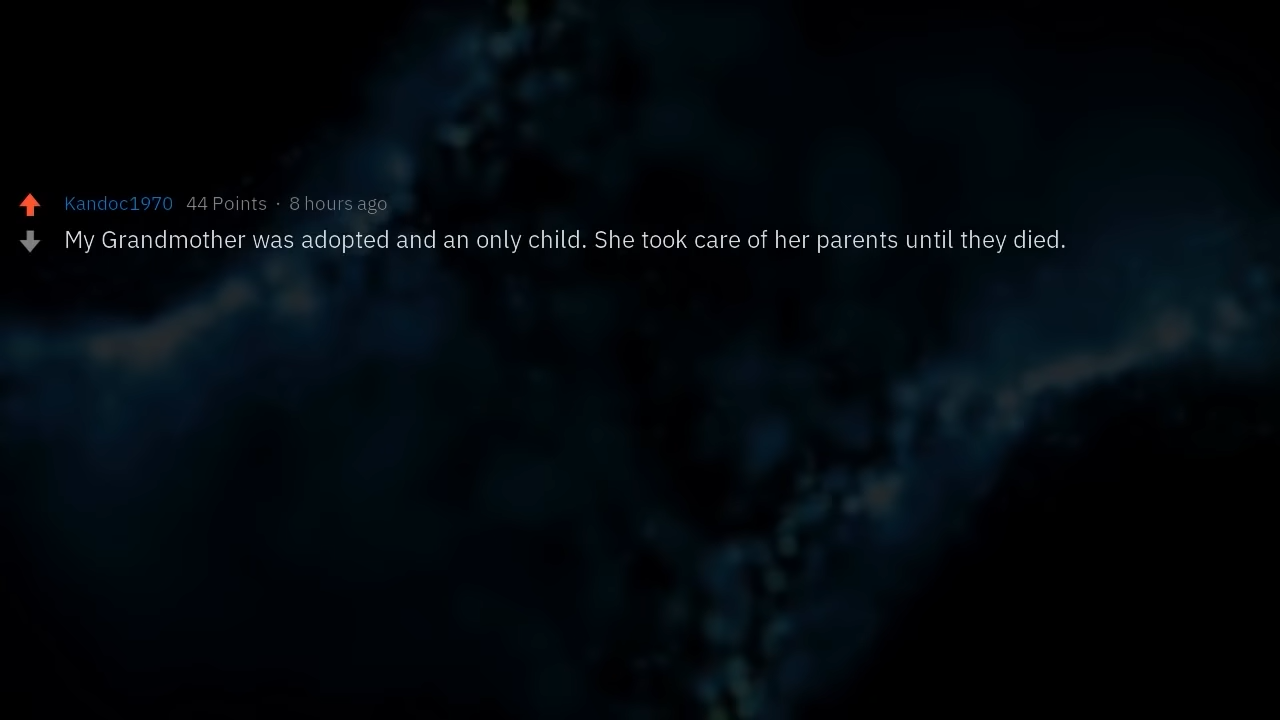 Kandoc1970 44 Points · 8 hours ago
My Grandmother was adopted and an only child. She took care of her parents until they died.